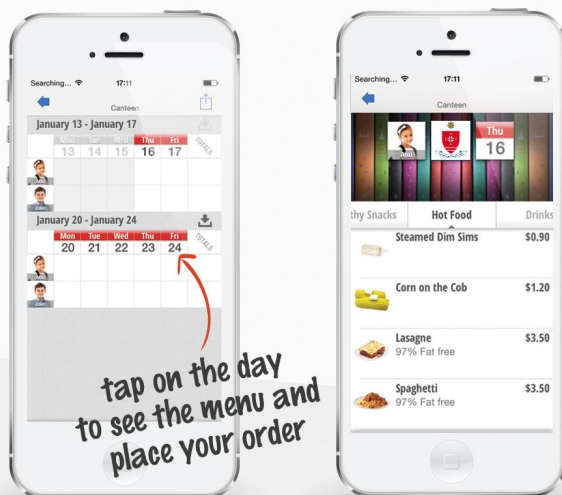 Searching... 17:11
Canteen
January 13 - January 17
Mon Tue Wed Thu Fri TOTALS
13 14 15 16 17
January 20 - January 24
Mon Tue Wed Thu Fri TOTALS
20 21 22 23 24
tap on the day
to see the menu and
place your order
Searching... 17:11
Canteen
Thu
16
thy Snacks Hot Food Drinks
Steamed Dim Sims $0.90
Corn on the Cob $1.20
Lasagne $3.50
97% Fat free
Spaghetti $3.50
97% Fat free